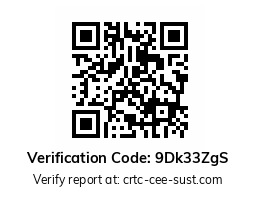 Verification Code: 9Dk33ZgS
Verify report at: crtc-cee-sust.com